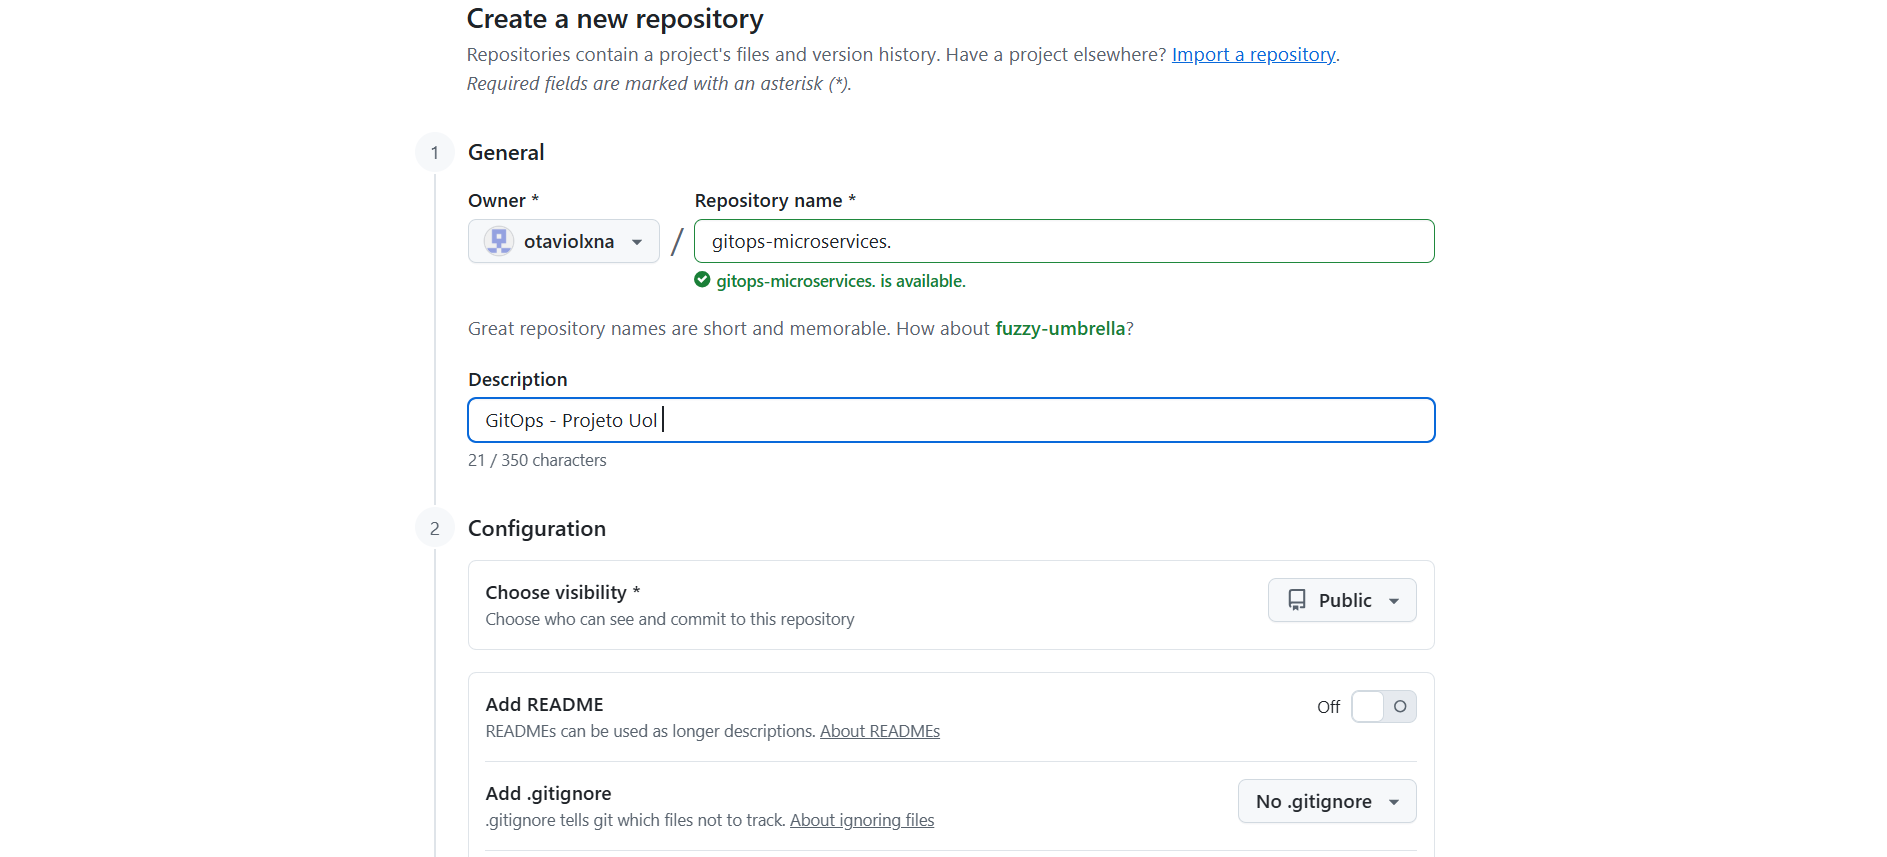 Create a new repository
Repositories contain a project's files and version history. Have a project elsewhere? Import a repository.
Required fields are marked with an asterisk (*).
1 General
Owner * Repository name *
otaviolxna / gitops-microservices.
gitops-microservices. is available.
Great repository names are short and memorable. How about fuzzy-umbrella?
Description
GitOps - Projeto Uol
21 / 350 characters
2 Configuration
Choose visibility * Public
Choose who can see and commit to this repository
Add README Off
READMEs can be used as longer descriptions. About READMEs
Add .gitignore No .gitignore
.gitignore tells git which files not to track. About ignoring files